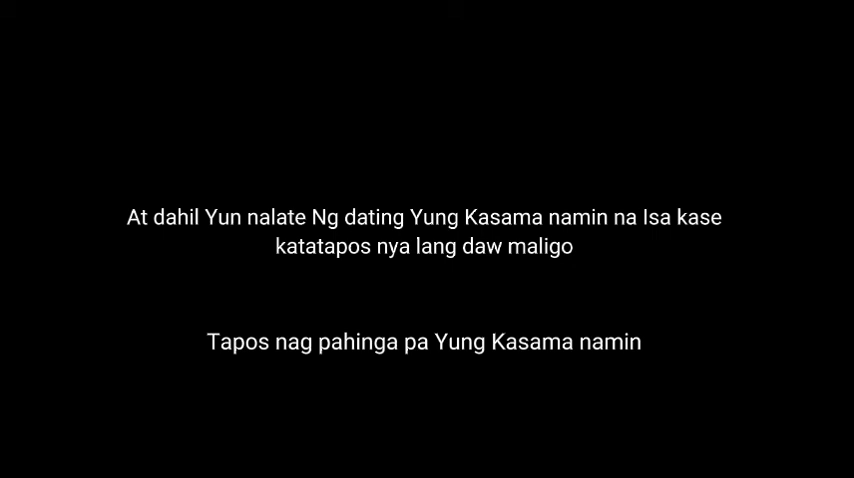 At dahil Yun nalate Ng dating Yung Kasama namin na Isa kase
katatapos nya lang daw maligo
Tapos nag pahinga pa Yung Kasama namin